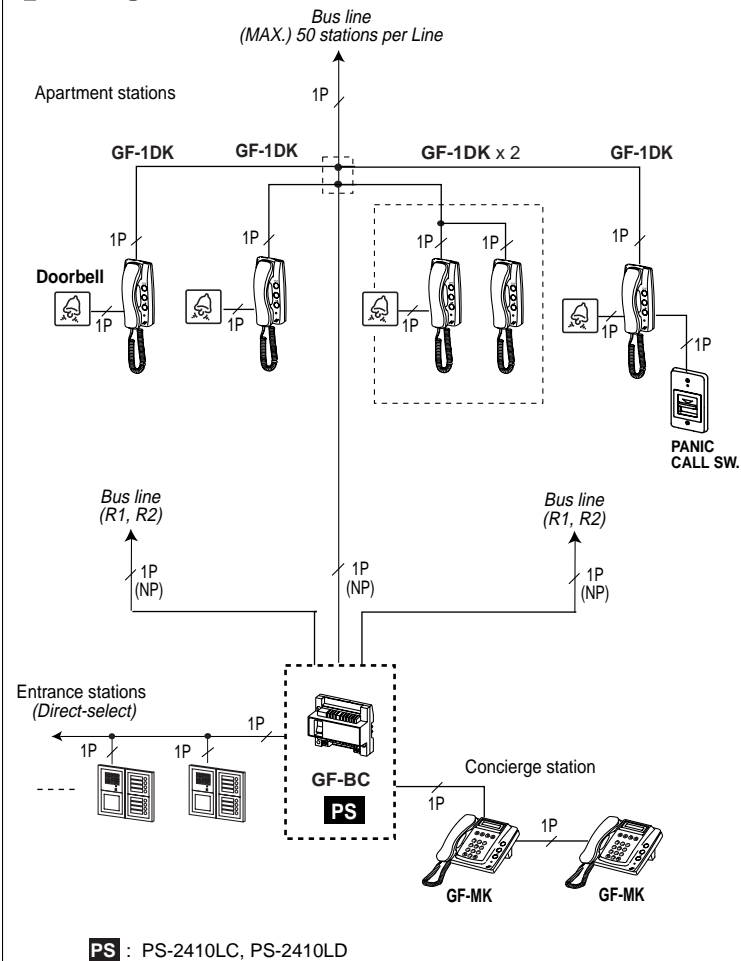 Bus line
(MAX.) 50 stations per Line
Apartment stations
1P
GF-1DK
GF-1DK
GF-1DK x 2
GF-1DK
1P
1P
1P
1P
1P
Doorbell
1P
1P
1P
1P
1P
PANIC
CALL SW.
Bus line
(R1, R2)
Bus line
(R1, R2)
1P
(NP)
1P
(NP)
1P
(NP)
Entrance stations
(Direct-select)
1P
1P
1P
GF-BC
PS
Concierge station
1P
1P
GF-MK
GF-MK
PS : PS-2410LC, PS-2410LD